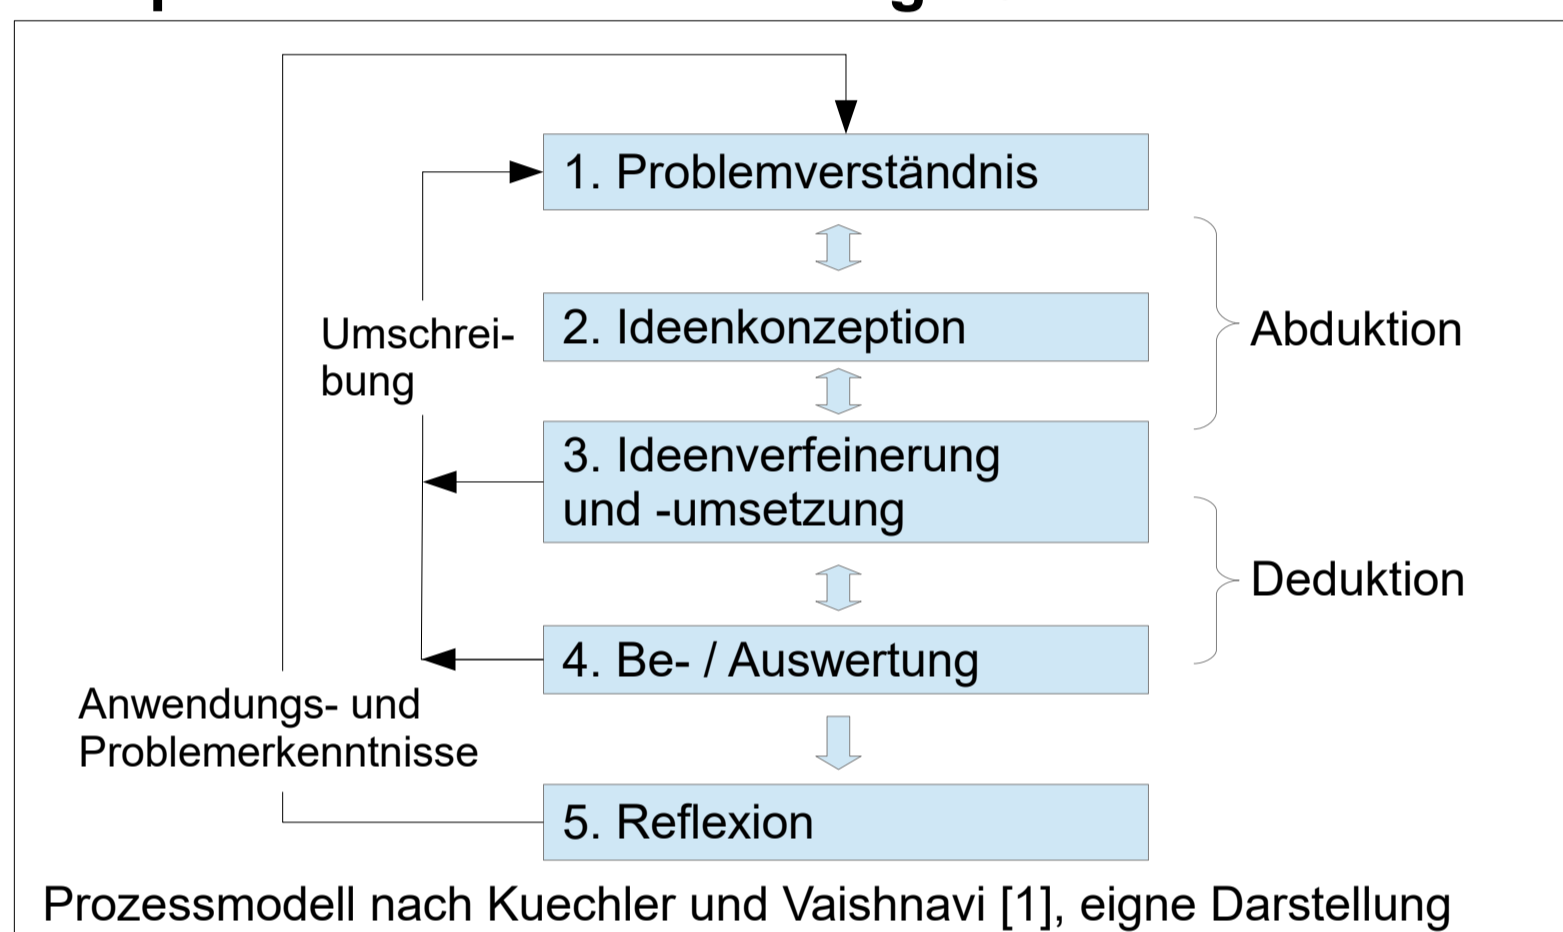 1. Problemverständnis
Umschrei-
bung
2. Ideenkonzeption
Abduktion
3. Ideenverfeinerung
und -umsetzung
Deduktion
4. Be- / Auswertung
Anwendungs- und
Problemerkenntnisse
5. Reflexion
Prozessmodell nach Kuechler und Vaishnavi [1], eigne Darstellung